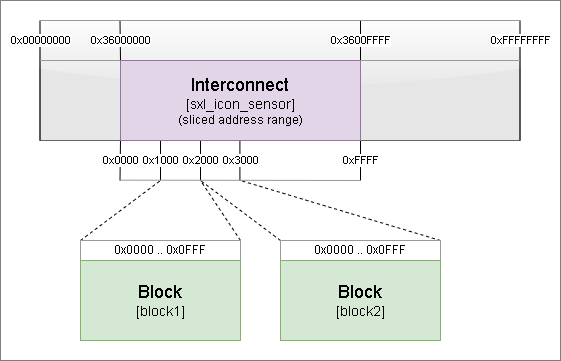 0x00000000 0x36000000 0x3600FFFF 0xFFFFFFFF
Interconnect
[sxl_icon_sensor]
(sliced address range)
0x0000 0x1000 0x2000 0x3000 0xFFFF
0x0000 .. 0x0FFF 0x0000 .. 0x0FFF
Block Block
[block1] [block2]